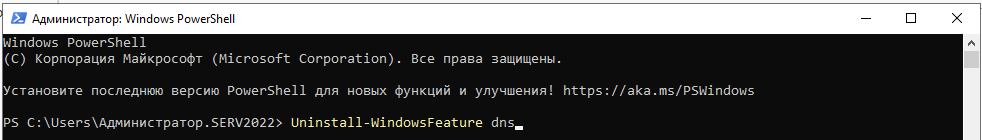 Администратор: Windows PowerShell
Windows PowerShell
(C) Корпорация Майкрософт (Microsoft Corporation). Все права защищены.
Установите последнюю версию PowerShell для новых функций и улучшения! https://aka.ms/PSWindows
PS C:\Users\Администратор.SERV2022> Uninstall-WindowsFeature dns